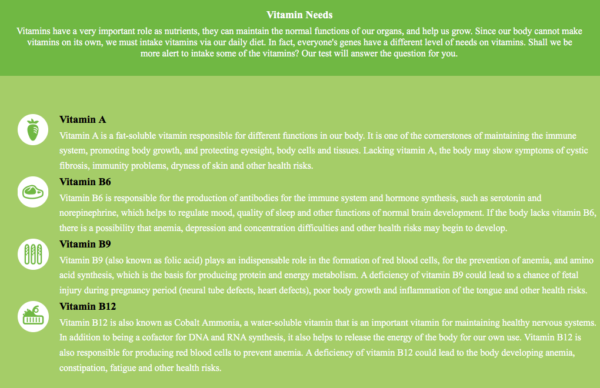 Vitamin Needs
Vitamins have a very important role as nutrients, they can maintain the normal functions of our organs, and help us grow. Since our body cannot make
vitamins on its own, we must intake vitamins via our daily diet. In fact, everyone's genes have a different level of needs on vitamins. Shall we be
more alert to intake some of the vitamins? Our test will answer the question for you.
Vitamin A
Vitamin A is a fat-soluble vitamin responsible for different functions in our body. It is one of the cornerstones of maintaining the immune
system, promoting body growth, and protecting eyesight, body cells and tissues. Lacking vitamin A, the body may show symptoms of cystic
fibrosis, immunity problems, dryness of skin and other health risks.
Vitamin B6
Vitamin B6 is responsible for the production of antibodies for the immune system and hormone synthesis, such as serotonin and
norepinephrine, which helps to regulate mood, quality of sleep and other functions of normal brain development. If the body lacks vitamin B6,
there is a possibility that anemia, depression and concentration difficulties and other health risks may begin to develop.
Vitamin B9
Vitamin B9 (also known as folic acid) plays an indispensable role in the formation of red blood cells, for the prevention of anemia, and amino
acid synthesis, which is the basis for producing protein and energy metabolism. A deficiency of vitamin B9 could lead to a chance of fetal
injury during pregnancy period (neural tube defects, heart defects), poor body growth and inflammation of the tongue and other health risks.
Vitamin B12
Vitamin B12 is also known as Cobalt Ammonia, a water-soluble vitamin that is an important vitamin for maintaining healthy nervous systems.
In addition to being a cofactor for DNA and RNA synthesis, it also helps to release the energy of the body for our own use. Vitamin B12 is
also responsible for producing red blood cells to prevent anemia. A deficiency of vitamin B12 could lead to the body developing anemia,
constipation, fatigue and other health risks.